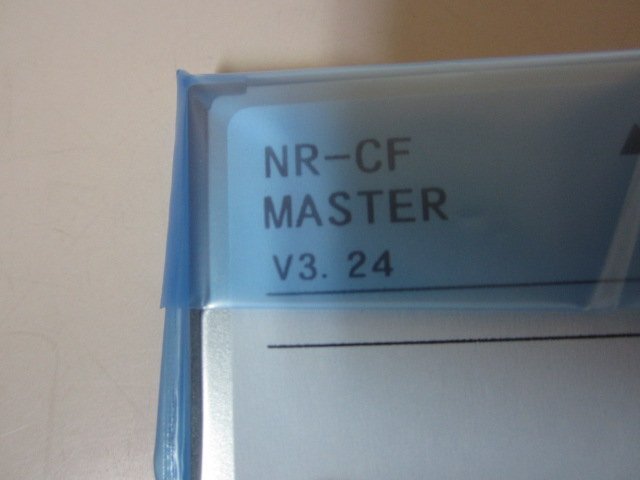 NR-CF
MASTER
V3. 24